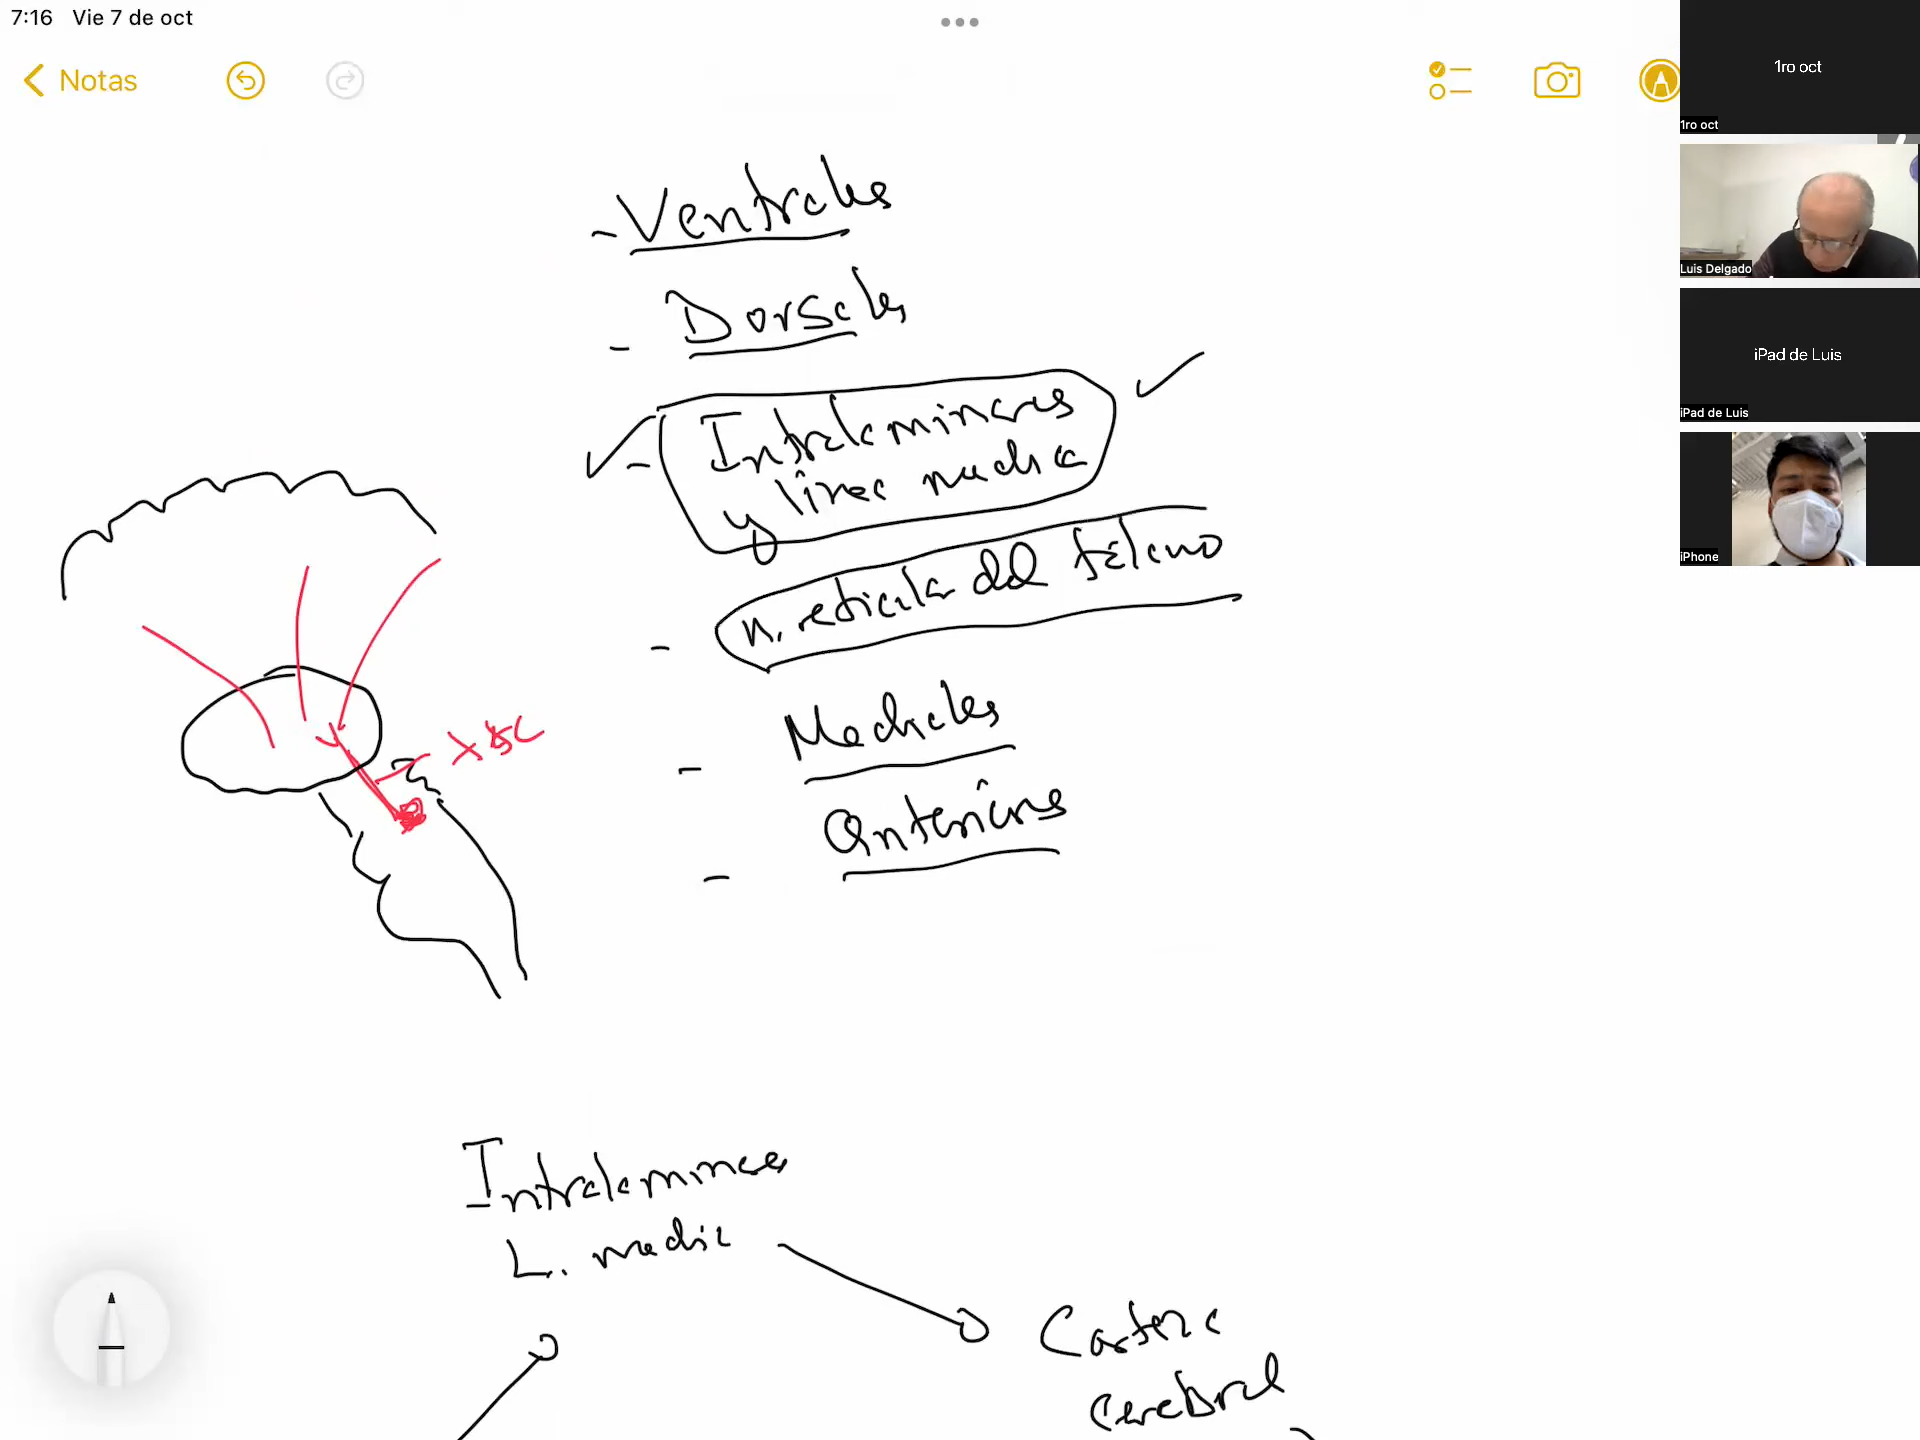 7:16 Vie 7 de oct
Notas
- Ventrales
- Dorsales
- Intralaminares
y línea media
- n. reticular del tálamo
- Mediales
- anteriores
Intralaminares
L. media
Corteza
cerebral
1ro oct
1ro oct
Luis Delgado
iPad de Luis
iPad de Luis
iPhone